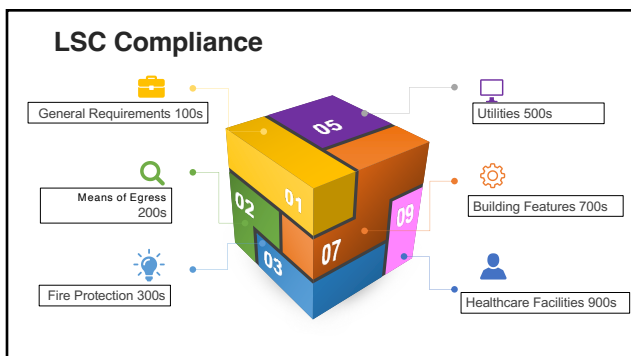 LSC Compliance
General Requirements 100s
Means of Egress
200s
Fire Protection 300s
05
01
02
09
07
03
Utilities 500s
Building Features 700s
Healthcare Facilities 900s